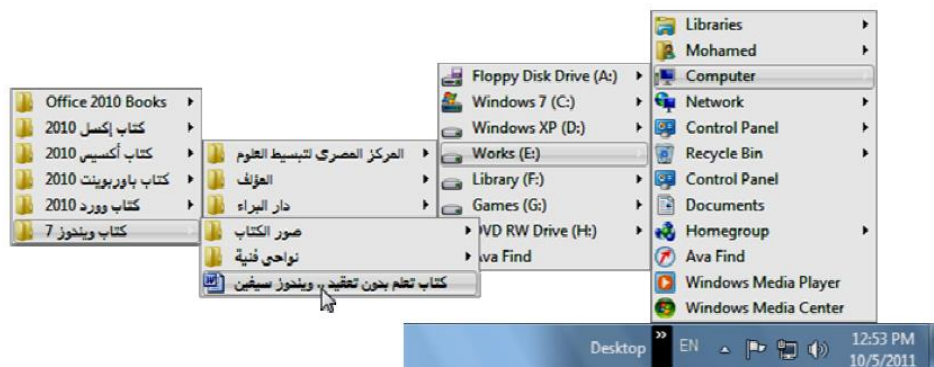 Libraries
Mohamed
Computer
Network
Control Panel
Recycle Bin
Control Panel
Documents
Homegroup
Ava Find
Windows Media Player
Windows Media Center
Floppy Disk Drive (A:)
Windows 7 (C:)
Windows XP (D:)
Works (E:)
Library (F:)
Games (G:)
DVD RW Drive (H:)
Ava Find
المركز المصرى لتبسيط العلوم
المؤلف
دار البراء
صور الكتاب
نواحى فنية
كتاب تعلم بدون تعقيد .. ويندوز سيفين
Office 2010 Books
كتاب إكسل 2010
كتاب أكسيس 2010
كتاب باوربوينت 2010
كتاب وورد 2010
كتاب ويندوز 7
Desktop » EN 12:53 PM
10/5/2011